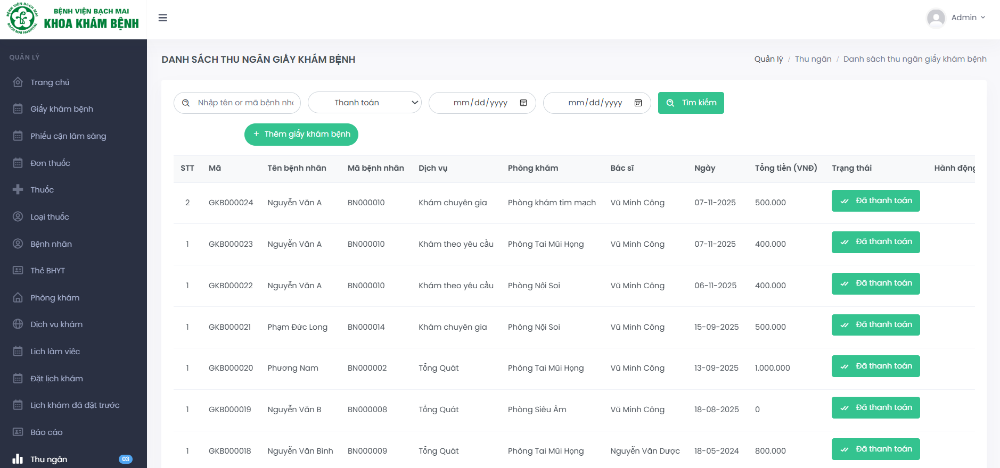 BỆNH VIỆN BẠCH MAI
BACH MAI HOSPITAL
BỆNH VIỆN BẠCH MAI
KHOA KHÁM BỆNH
Admin
QUẢN LÝ
Trang chủ
Giấy khám bệnh
Phiếu cận lâm sàng
Đơn thuốc
Thuốc
Loại thuốc
Bệnh nhân
Thẻ BHYT
Phòng khám
Dịch vụ khám
Lịch làm việc
Đặt lịch khám
Lịch khám đã đặt trước
Báo cáo
Thu ngân 03
DANH SÁCH THU NGÂN GIẤY KHÁM BỆNH
Quản lý / Thu ngân / Danh sách thu ngân giấy khám bệnh
Nhập tên or mã bệnh Thanh toán mm/dd/yyyy mm/dd/yyyy Tìm kiếm
+ Thêm giấy khám bệnh
STT Mã Tên bệnh nhân Mã bệnh nhân Dịch vụ Phòng khám Bác sĩ Ngày Tổng tiền (VNĐ) Trạng thái Hành động
2 GKB000024 Nguyễn Văn A BN000010 Khám chuyên gia Phòng khám tim mạch Vũ Minh Công 07-11-2025 500.000 Đã thanh toán
1 GKB000023 Nguyễn Văn A BN000010 Khám theo yêu cầu Phòng Tai Mũi Họng Vũ Minh Công 07-11-2025 400.000 Đã thanh toán
1 GKB000022 Nguyễn Văn A BN000010 Khám theo yêu cầu Phòng Nội Soi Vũ Minh Công 06-11-2025 400.000 Đã thanh toán
1 GKB000021 Phạm Đức Long BN000014 Khám chuyên gia Phòng Nội Soi Vũ Minh Công 15-09-2025 500.000 Đã thanh toán
1 GKB000020 Phương Nam BN000002 Tổng Quát Phòng Tai Mũi Họng Vũ Minh Công 13-09-2025 1.000.000 Đã thanh toán
1 GKB000019 Nguyễn Văn B BN000008 Tổng Quát Phòng Siêu Âm Vũ Minh Công 18-08-2025 0 Đã thanh toán
1 GKB000018 Nguyễn Văn Bình BN000009 Tổng Quát Phòng Tai Mũi Họng Nguyễn Văn Dược 18-05-2024 800.000 Đã thanh toán